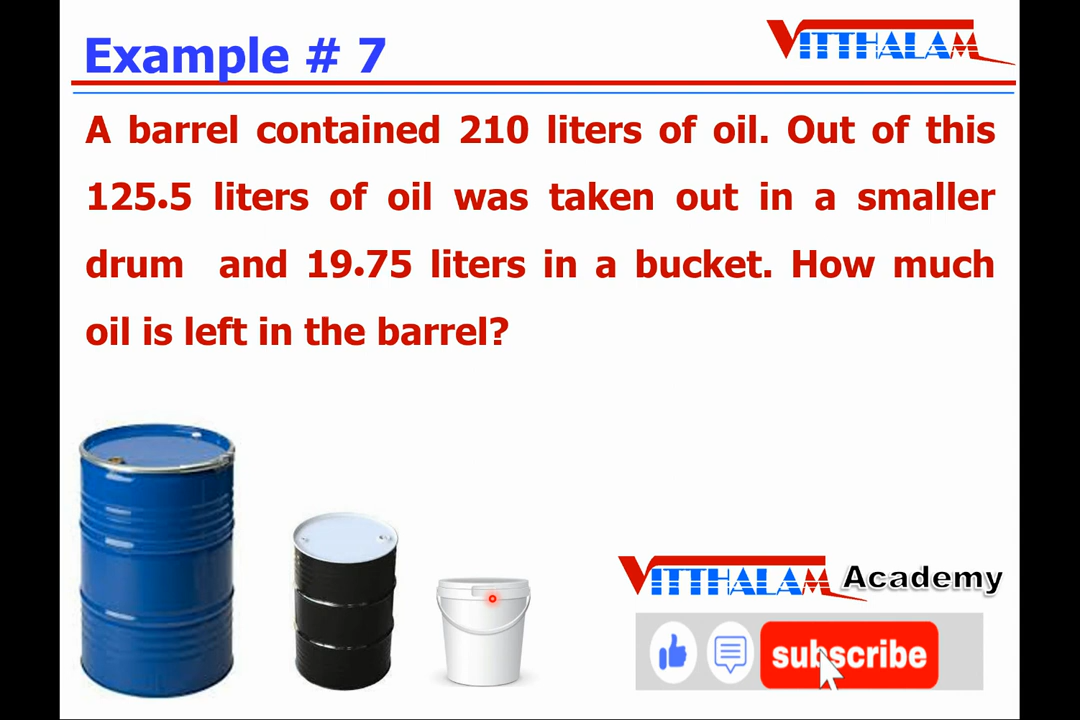 Example # 7
VITTHALAM
A barrel contained 210 liters of oil. Out of this
125.5 liters of oil was taken out in a smaller
drum and 19.75 liters in a bucket. How much
oil is left in the barrel?
VITTHALAM Academy
subscribe